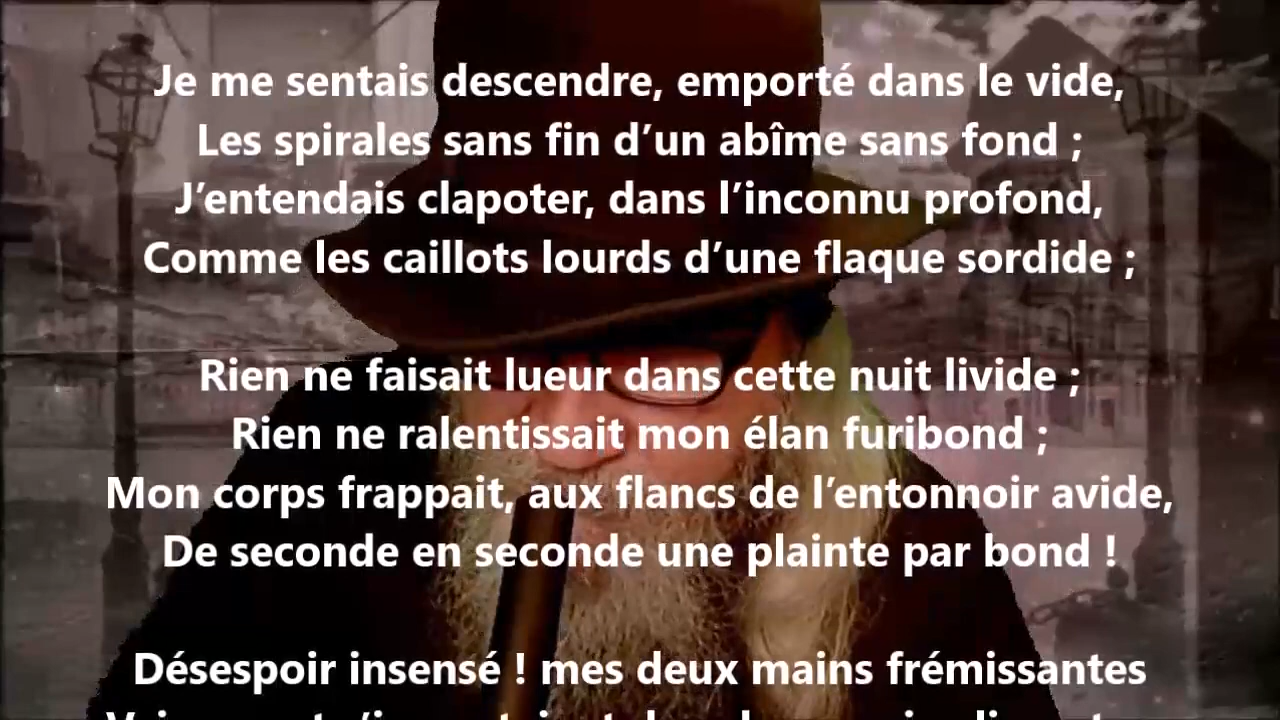 Je me sentais descendre, emporté dans le vide,
Les spirales sans fin d’un abîme sans fond ;
J’entendais clapoter, dans l’inconnu profond,
Comme les caillots lourds d’une flaque sordide ;
Rien ne faisait lueur dans cette nuit livide ;
Rien ne ralentissait mon élan furibond ;
Mon corps frappait, aux flancs de l’entonnoir avide,
De seconde en seconde une plainte par bond !
Désespoir insensé ! mes deux mains frémissantes